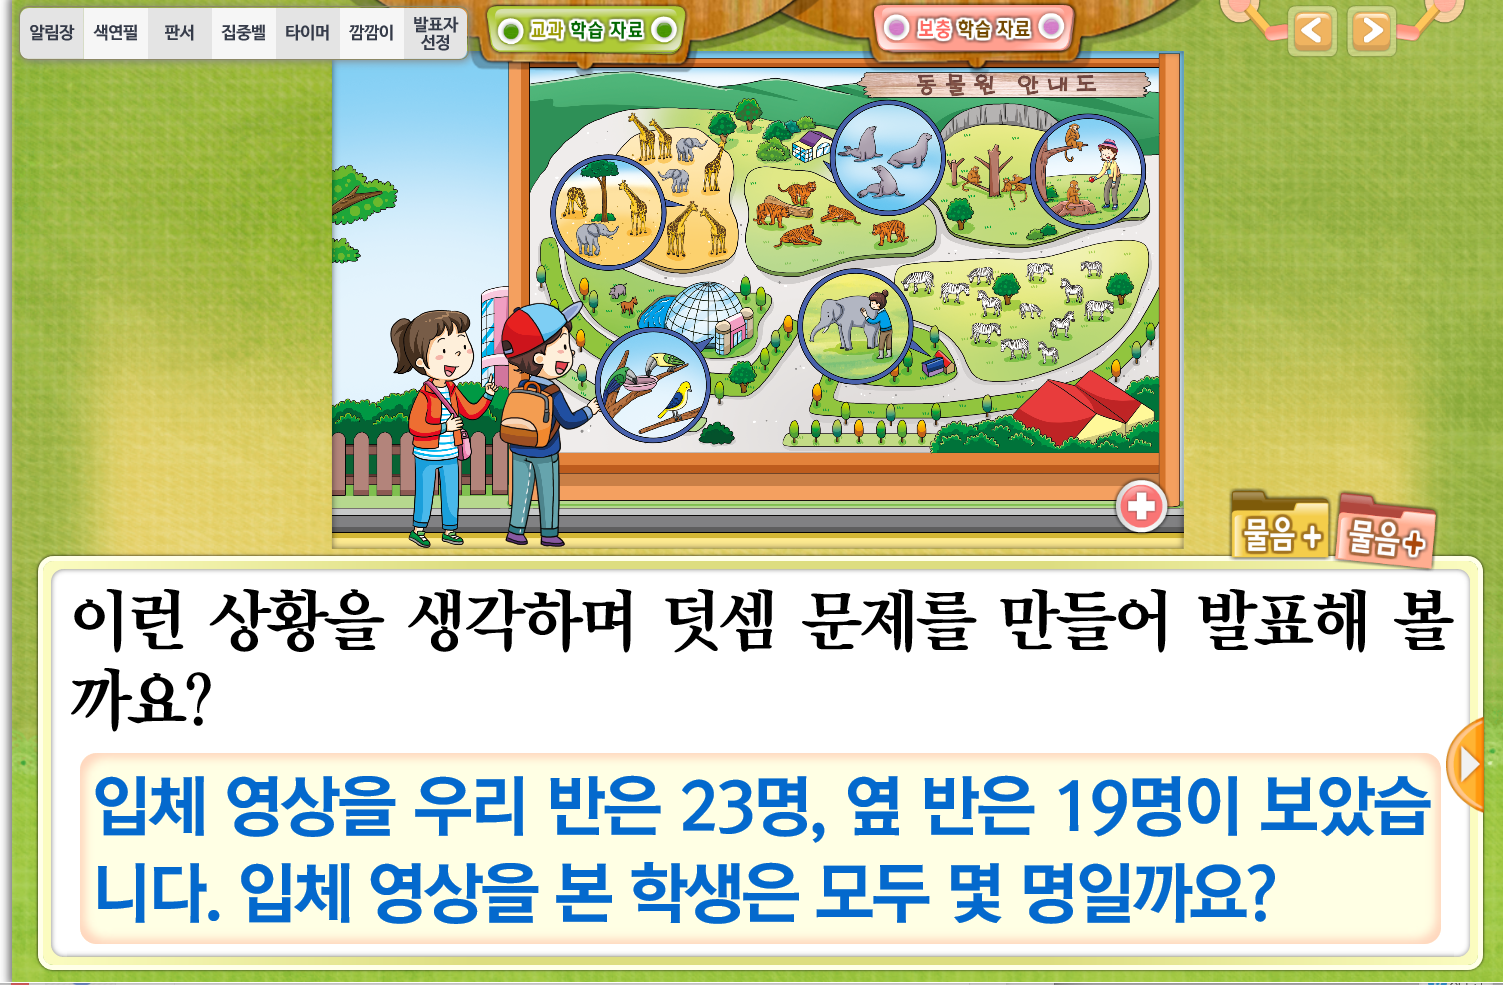 알림장 색연필 판서 집중벨 타이머 깜깜이 발표자
선정
교과 학습 자료 보충 학습 자료
동물원 안내도
물음+ 물음+
이런 상황을 생각하며 덧셈 문제를 만들어 발표해 볼
까요?
입체 영상을 우리 반은 23명, 옆 반은 19명이 보았습
니다. 입체 영상을 본 학생은 모두 몇 명일까요?